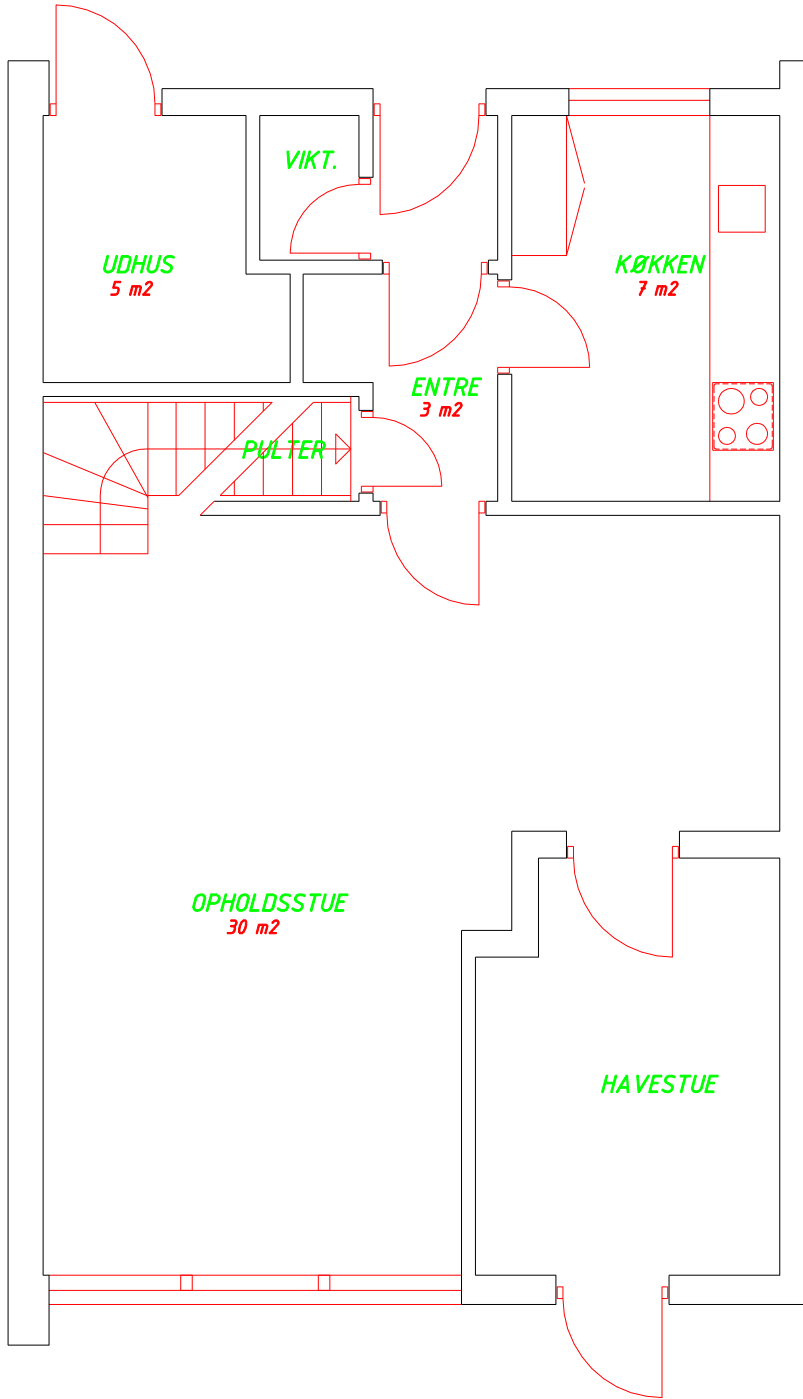 VIKT.
UDHUS
5 m2
KØKKEN
7 m2
ENTRE
3 m2
PULTER
OPHOLDSSTUE
30 m2
HAVESTUE